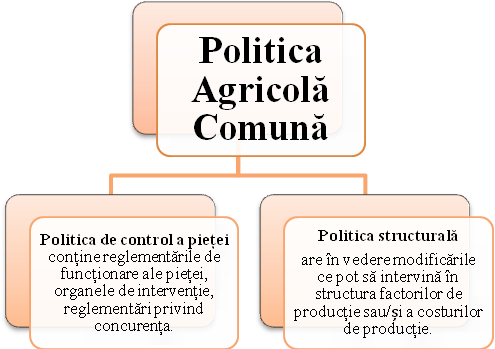 Politica
Agricolă
Comună
Politica de control a pieței
conține reglementările de
funcționare ale pieței,
organele de intervenție,
reglementări privind
concurența.
Politica structurală
are în vedere modificările
ce pot să intervină în
structura factorilor de
producție sau/și a costurilor
de producție.